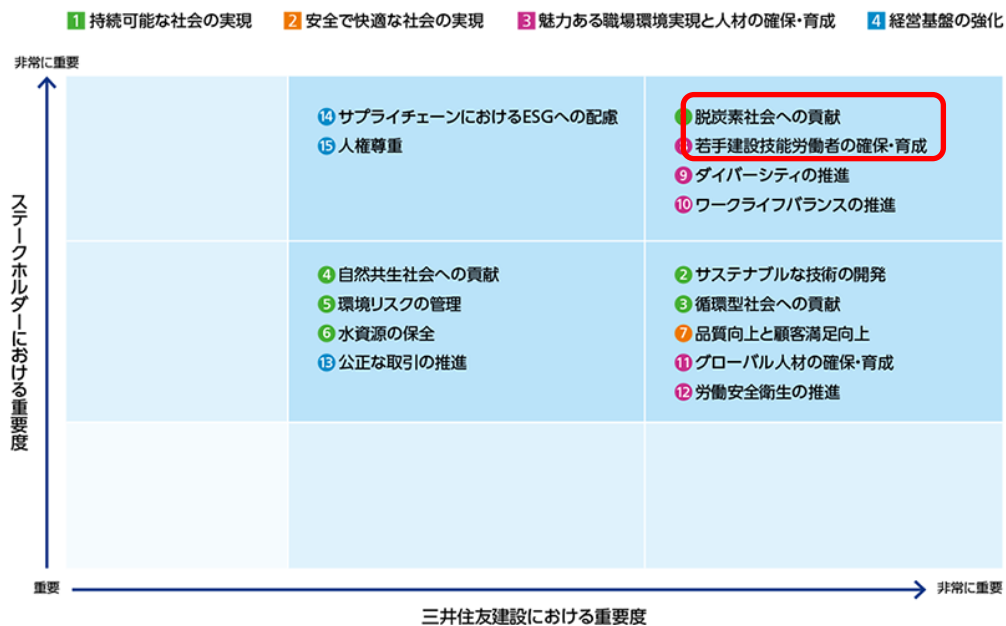 1 持続可能な社会の実現 2 安全で快適な社会の実現 3 魅力ある職場環境実現と人材の確保・育成 4 経営基盤の強化
非常に重要
ステークホルダーにおける重要度
14 サプライチェーンにおけるESGへの配慮
15 人権尊重
脱炭素社会への貢献
若手建設技能労働者の確保・育成
9 ダイバーシティの推進
10 ワークライフバランスの推進
4 自然共生社会への貢献
5 環境リスクの管理
6 水資源の保全
13 公正な取引の推進
2 サステナブルな技術の開発
3 循環型社会への貢献
7 品質向上と顧客満足向上
11 グローバル人材の確保・育成
12 労働安全衛生の推進
重要
非常に重要
三井住友建設における重要度